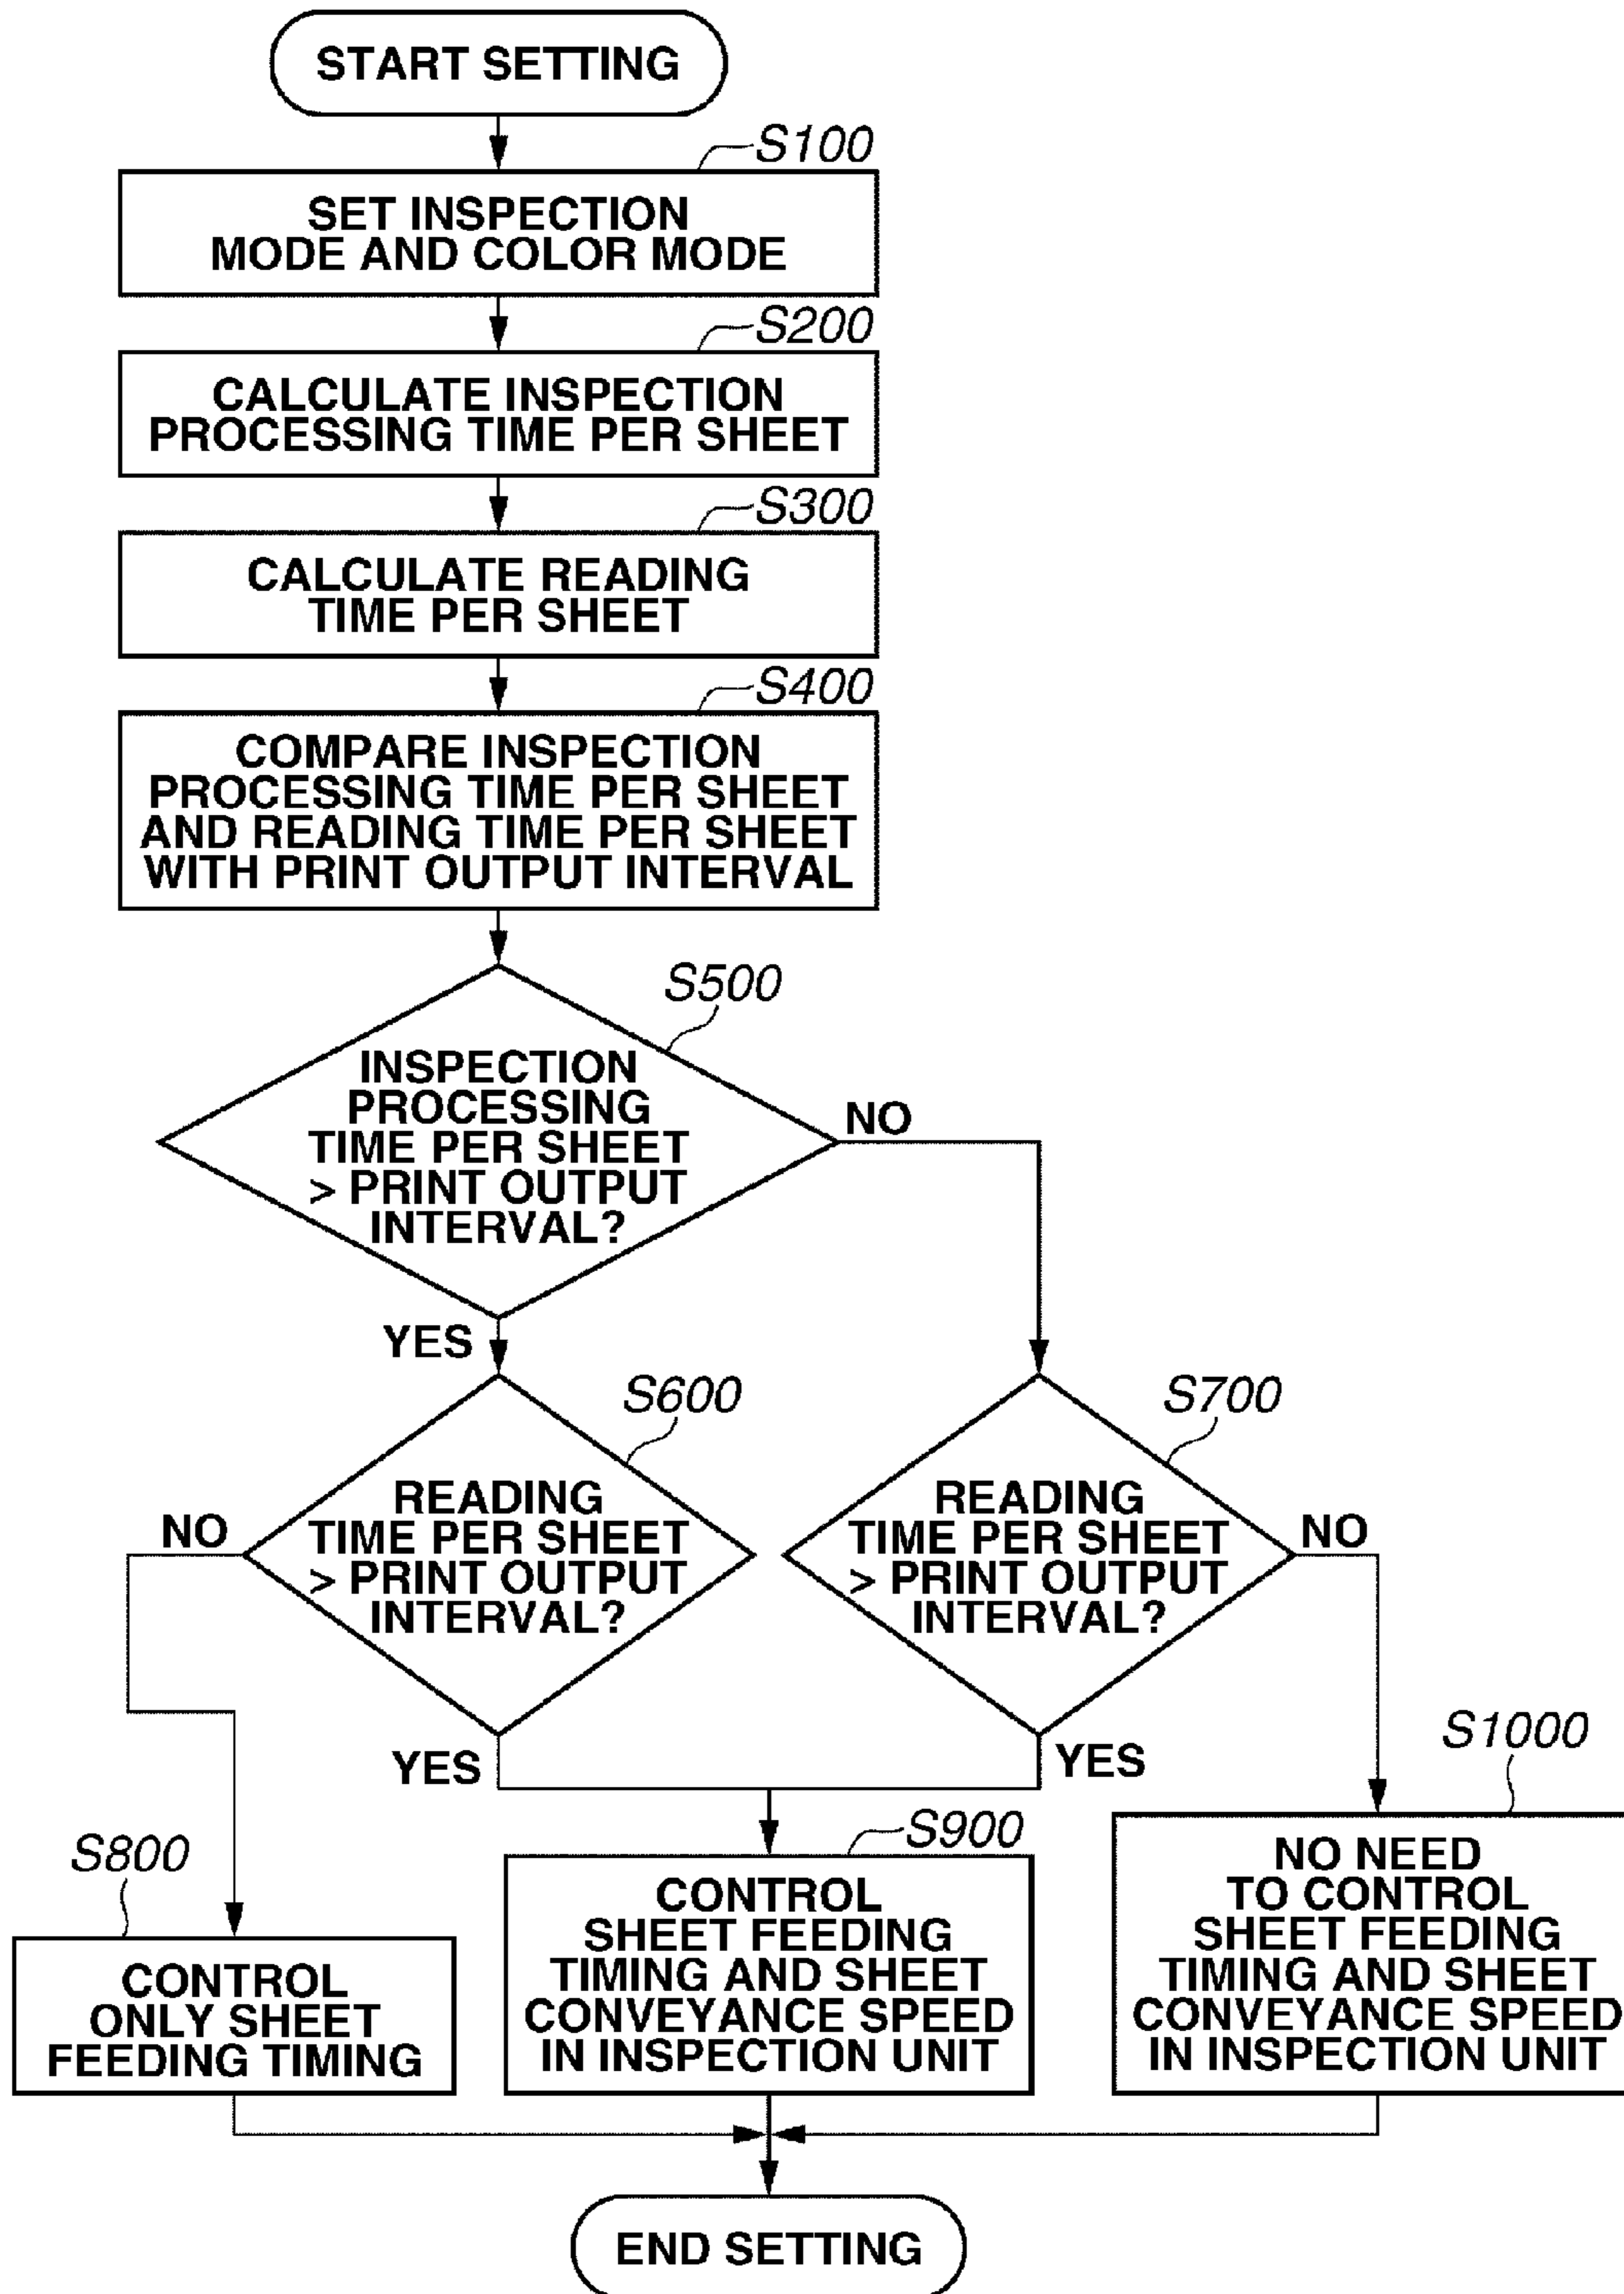 START SETTING
S100
SET INSPECTION
MODE AND COLOR MODE
S200
CALCULATE INSPECTION
PROCESSING TIME PER SHEET
S300
CALCULATE READING
TIME PER SHEET
S400
COMPARE INSPECTION
PROCESSING TIME PER SHEET
AND READING TIME PER SHEET
WITH PRINT OUTPUT INTERVAL
S500
INSPECTION
PROCESSING
TIME PER SHEET
> PRINT OUTPUT
INTERVAL?
NO
YES
S600
READING
TIME PER SHEET
> PRINT OUTPUT
INTERVAL?
NO
YES
S700
READING
TIME PER SHEET
> PRINT OUTPUT
INTERVAL?
NO
YES
S800
CONTROL
ONLY SHEET
FEEDING TIMING
S900
CONTROL
SHEET FEEDING
TIMING AND SHEET
CONVEYANCE SPEED
IN INSPECTION UNIT
S1000
NO NEED
TO CONTROL
SHEET FEEDING
TIMING AND SHEET
CONVEYANCE SPEED
IN INSPECTION UNIT
END SETTING